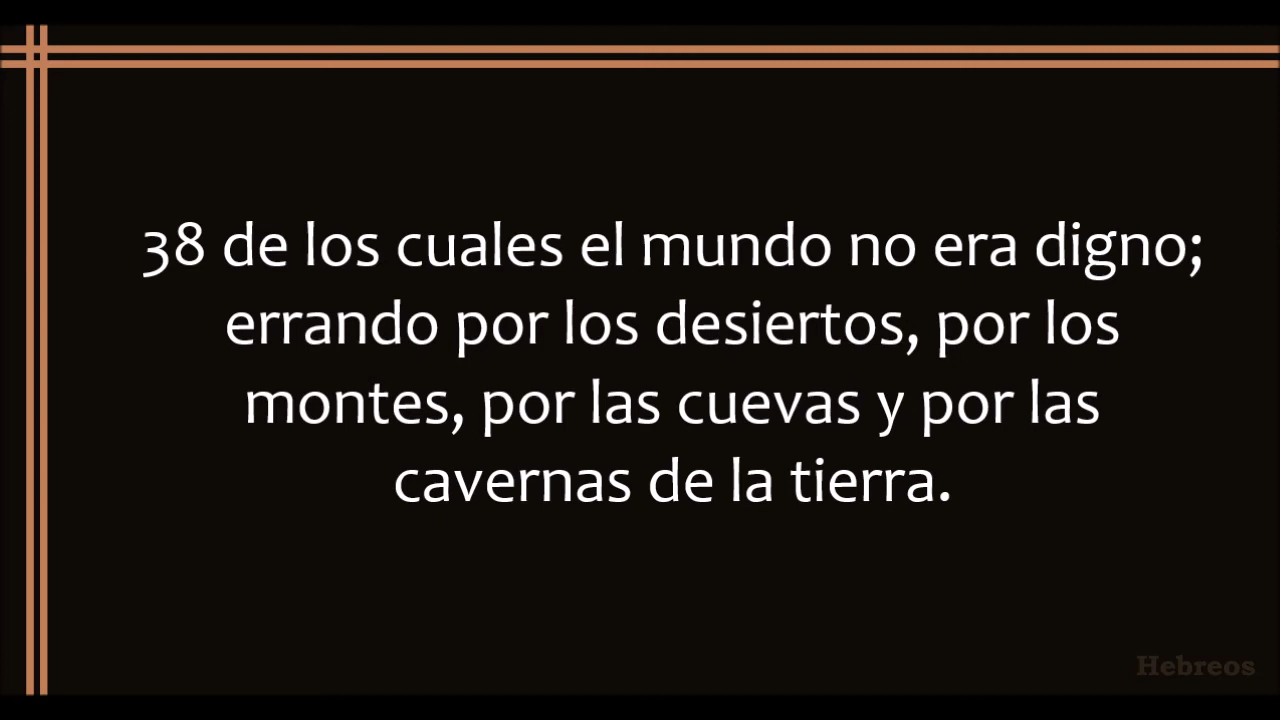 38 de los cuales el mundo no era digno;
errando por los desiertos, por los
montes, por las cuevas y por las
cavernas de la tierra.
Hebreos